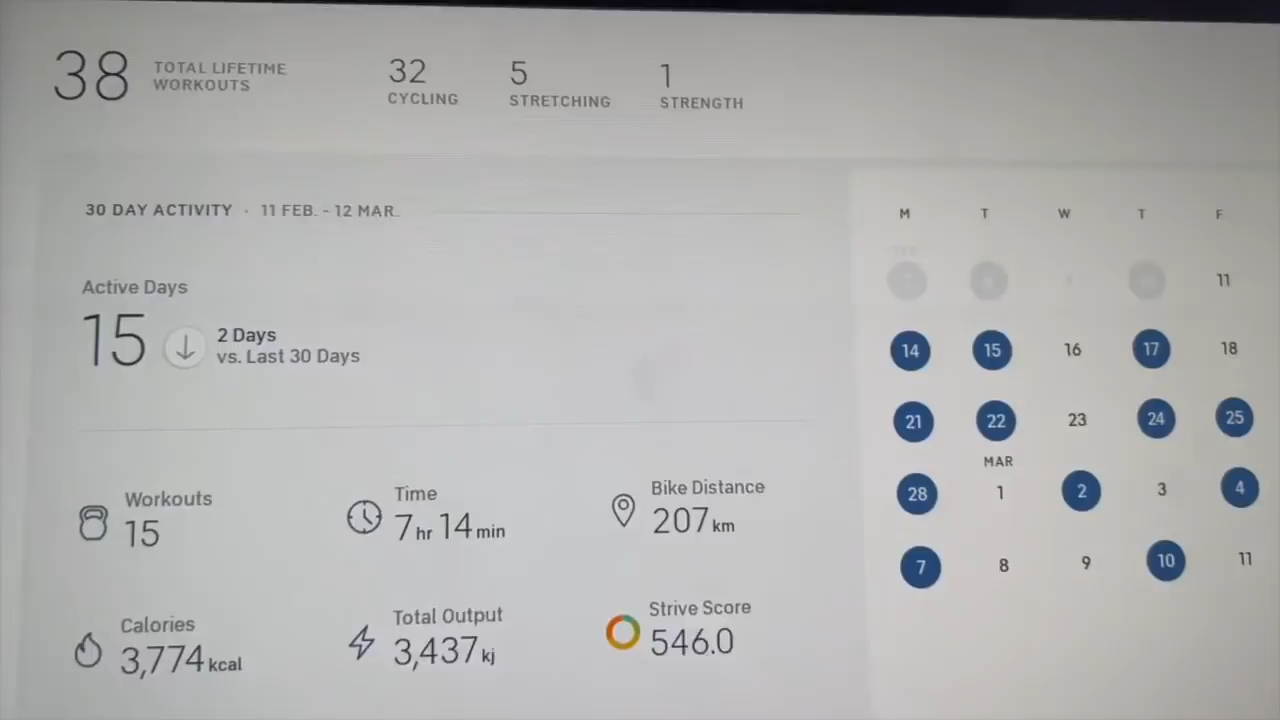 38 TOTAL LIFETIME
WORKOUTS
32
CYCLING
5
STRETCHING
1
STRENGTH
30 DAY ACTIVITY · 11 FEB. - 12 MAR.
Active Days
15
2 Days
vs. Last 30 Days
Workouts
15
Time
7 hr 14 min
Bike Distance
207 km
Calories
3,774 kcal
Total Output
3,437 kj
Strive Score
546.0
M T W T F
11
14 15 16 17 18
21 22 23 24 25
MAR
28 1 2 3 4
7 8 9 10 11